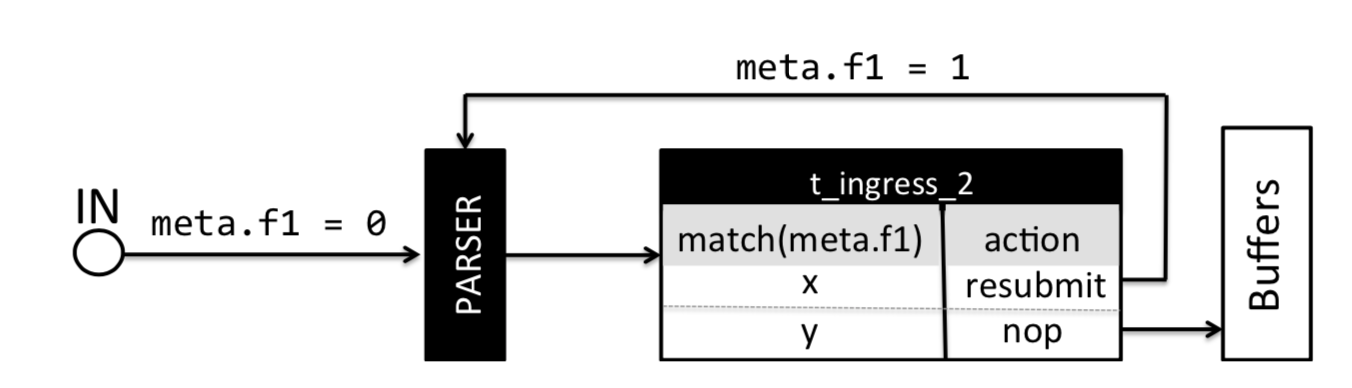 meta.f1 = 1
IN
meta.f1 = 0
PARSER
t_ingress_2
match(meta.f1) action
x resubmit
y nop
Buffers